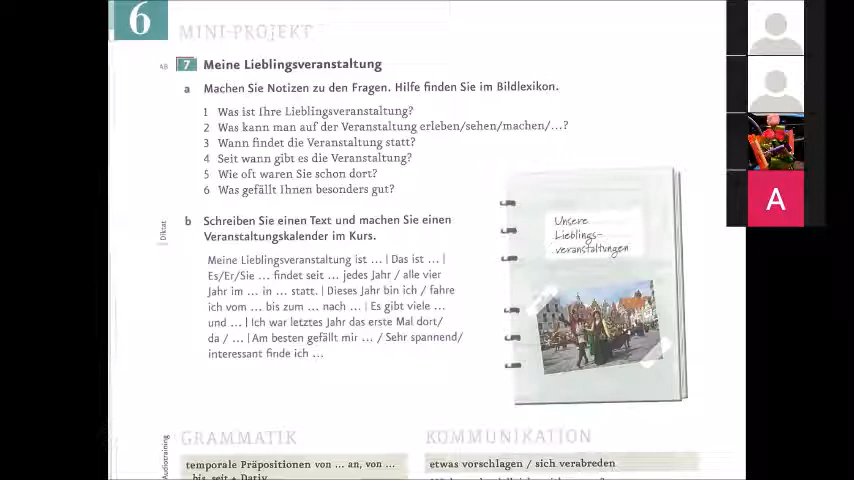 6
MINI-PROJEKT
AB
7 Meine Lieblingsveranstaltung
a Machen Sie Notizen zu den Fragen. Hilfe finden Sie im Bildlexikon.
1 Was ist Ihre Lieblingsveranstaltung?
2 Was kann man auf der Veranstaltung erleben/sehen/machen/…?
3 Wann findet die Veranstaltung statt?
4 Seit wann gibt es die Veranstaltung?
5 Wie oft waren Sie schon dort?
6 Was gefällt Ihnen besonders gut?
Diktat
b Schreiben Sie einen Text und machen Sie einen
Veranstaltungskalender im Kurs.
Meine Lieblingsveranstaltung ist … | Das ist … |
Es/Er/Sie … findet seit … jedes Jahr / alle vier
Jahr im … in … statt. | Dieses Jahr bin ich / fahre
ich vom … bis zum … nach … | Es gibt viele …
und … | Ich war letztes Jahr das erste Mal dort/
da / … | Am besten gefällt mir … / Sehr spannend/
interessant finde ich …
Unsere
Lieblings-
veranstaltungen
A
Audiotraining
GRAMMATIK
temporale Präpositionen von … an, von …
bis, seit + Dativ
KOMMUNIKATION
etwas vorschlagen / sich verabreden